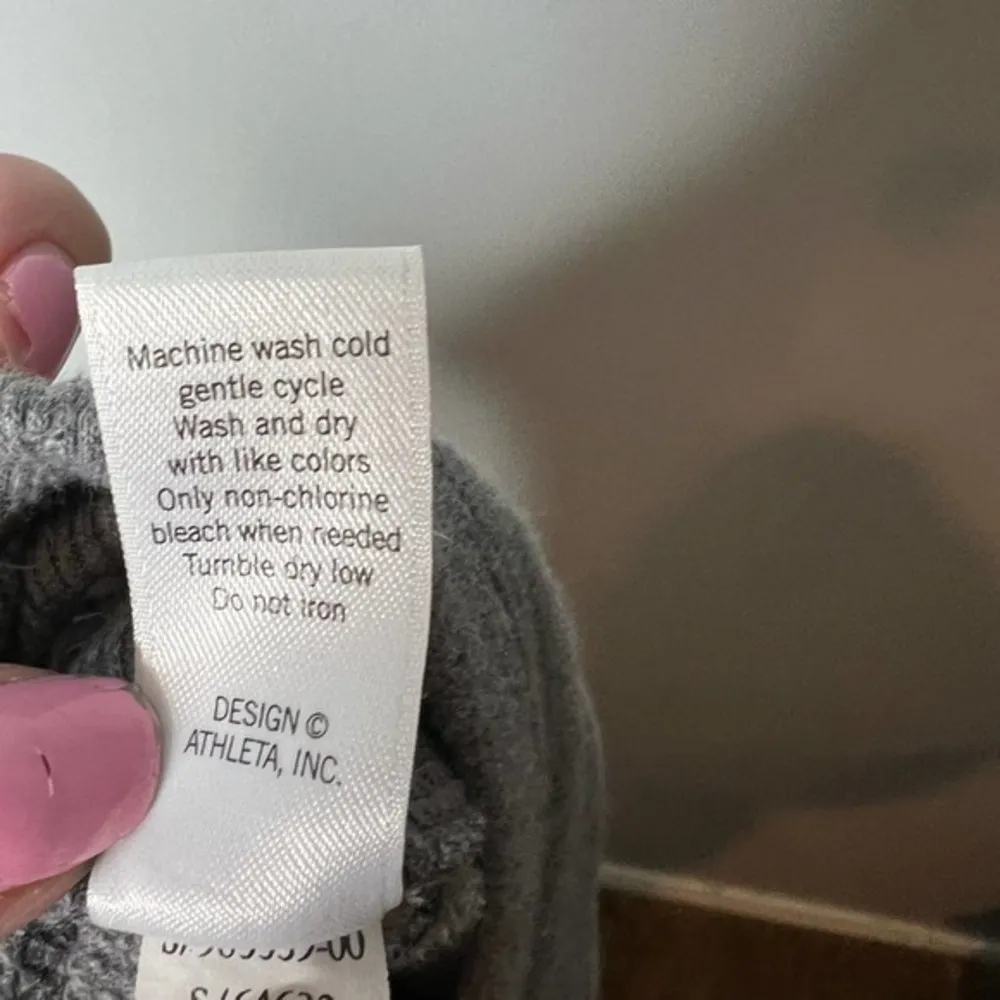 Machine wash cold
gentle cycle
Wash and dry
with like colors
Only non-chlorine
bleach when needed
Tumble dry low
Do not iron
DESIGN ©
ATHLETA, INC.